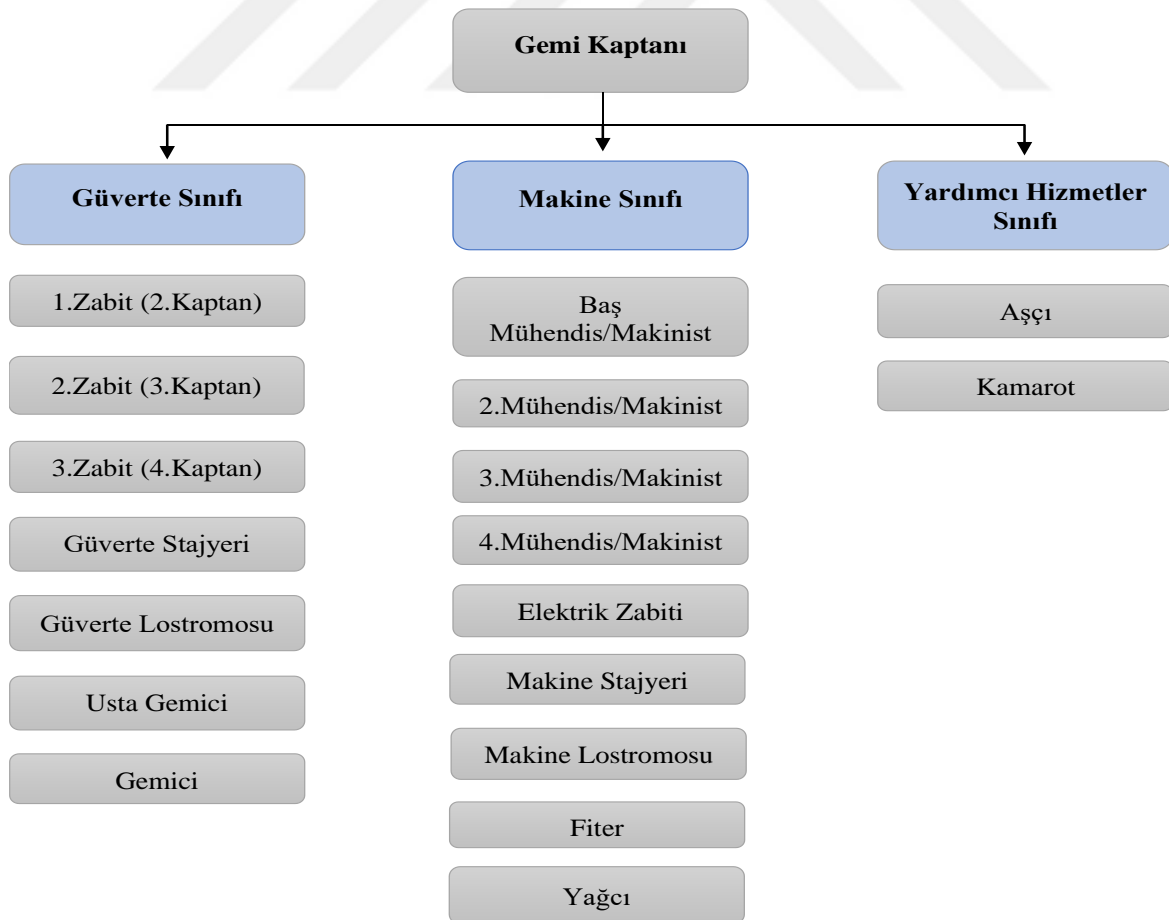 Gemi Kaptanı
Güverte Sınıfı
1.Zabit (2.Kaptan)
2.Zabit (3.Kaptan)
3.Zabit (4.Kaptan)
Güverte Stajyeri
Güverte Lostromosu
Usta Gemici
Gemici
Makine Sınıfı
Baş
Mühendis/Makinist
2.Mühendis/Makinist
3.Mühendis/Makinist
4.Mühendis/Makinist
Elektrik Zabiti
Makine Stajyeri
Makine Lostromosu
Fiter
Yağcı
Yardımcı Hizmetler
Sınıfı
Aşçı
Kamarot